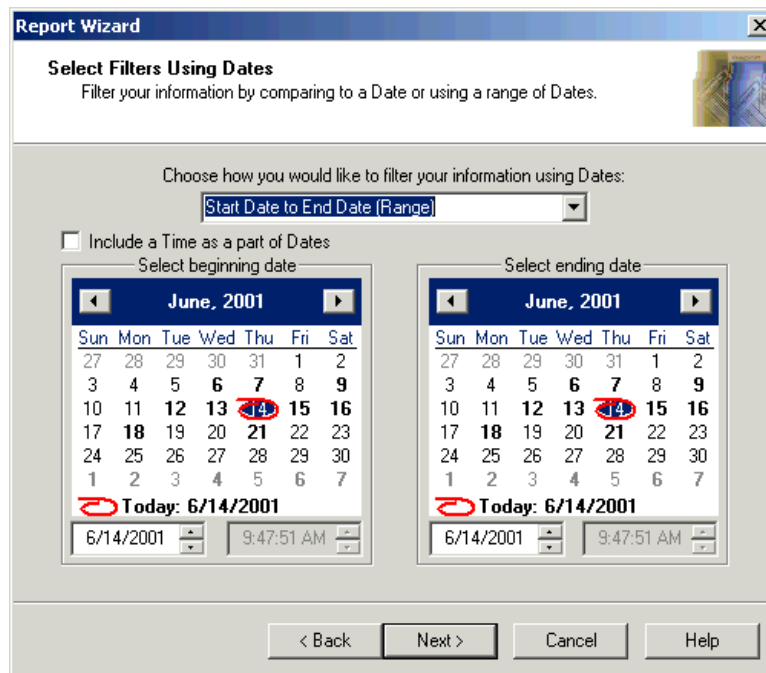 Report Wizard
Select Filters Using Dates
Filter your information by comparing to a Date or using a range of Dates.
Choose how you would like to filter your information using Dates:
Start Date to End Date (Range)
Include a Time as a part of Dates
Select beginning date
June, 2001
Sun Mon Tue Wed Thu Fri Sat
27 28 29 30 31 1 2
3 4 5 6 7 8 9
10 11 12 13 14 15 16
17 18 19 20 21 22 23
24 25 26 27 28 29 30
1 2 3 4 5 6 7
Today: 6/14/2001
6/14/2001 9:47:51 AM
Select ending date
June, 2001
Sun Mon Tue Wed Thu Fri Sat
27 28 29 30 31 1 2
3 4 5 6 7 8 9
10 11 12 13 14 15 16
17 18 19 20 21 22 23
24 25 26 27 28 29 30
1 2 3 4 5 6 7
Today: 6/14/2001
6/14/2001 9:47:51 AM
< Back Next > Cancel Help